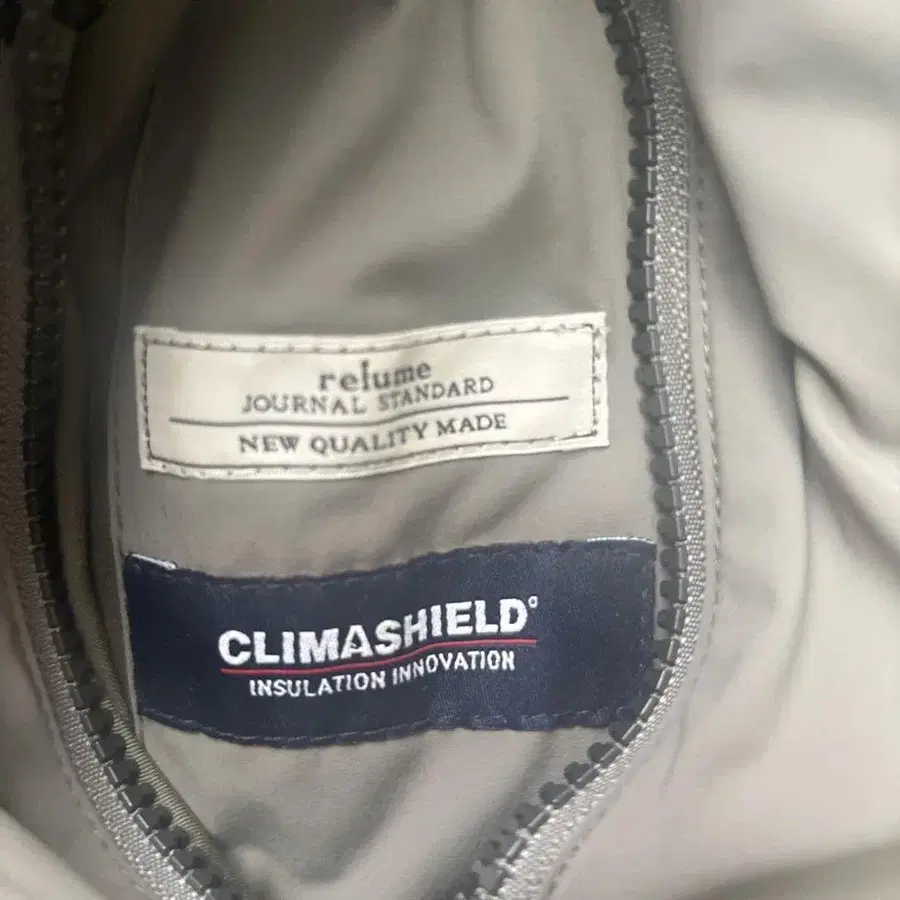 relume
JOURNAL STANDARD
NEW QUALITY MADE
CLIMASHIELD®
INSULATION INNOVATION